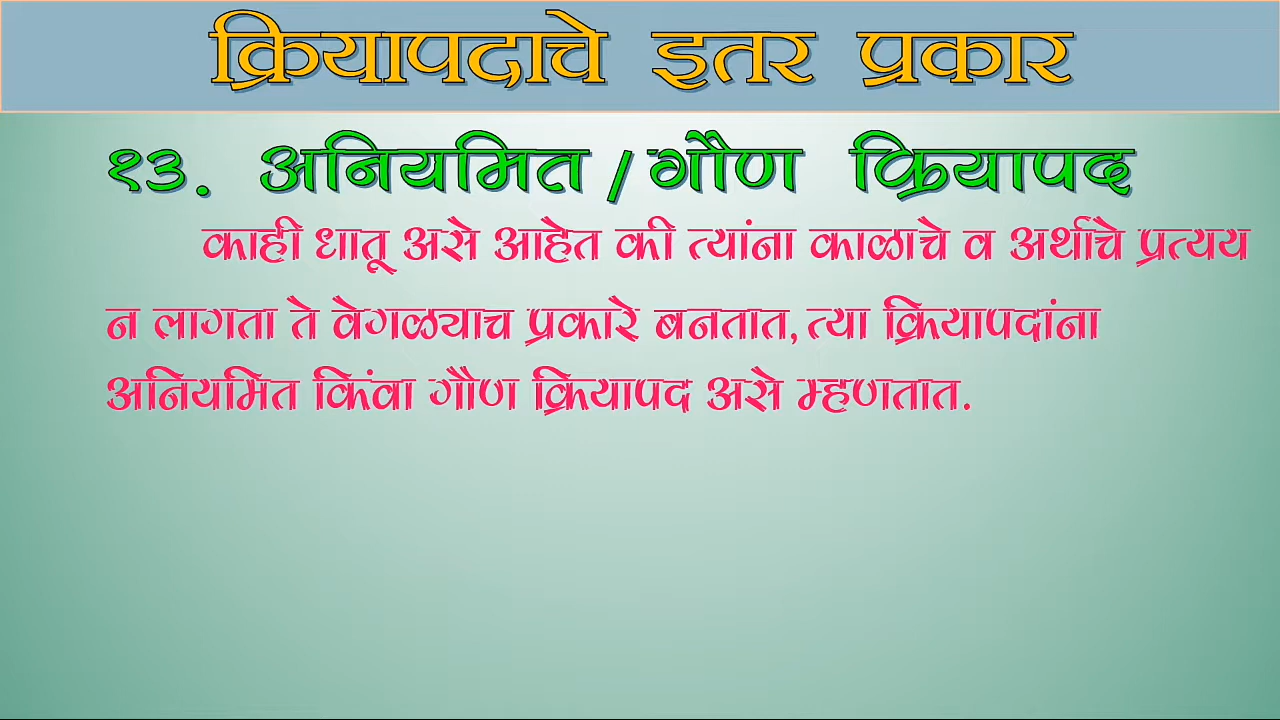 क्रियापदाचे इतर प्रकार
१३. अनियमित / गौण क्रियापद
काही धातू असे आहेत की त्यांना काळाचे व अर्थाचे प्रत्यय
न लागता ते वेगळ्याच प्रकारे बनतात, त्या क्रियापदांना
अनियमित किंवा गौण क्रियापद असे म्हणतात.